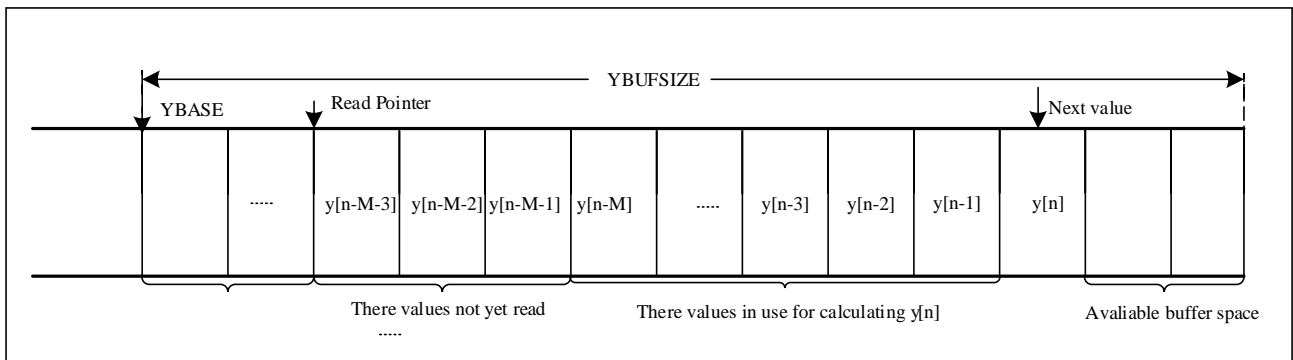 YBUFSIZE
YBASE
Read Pointer
Next value
.....
y[n-M-3]
y[n-M-2]
y[n-M-1]
y[n-M]
.....
y[n-3]
y[n-2]
y[n-1]
y[n]
There values not yet read
.....
There values in use for calculating y[n]
Avaliable buffer space